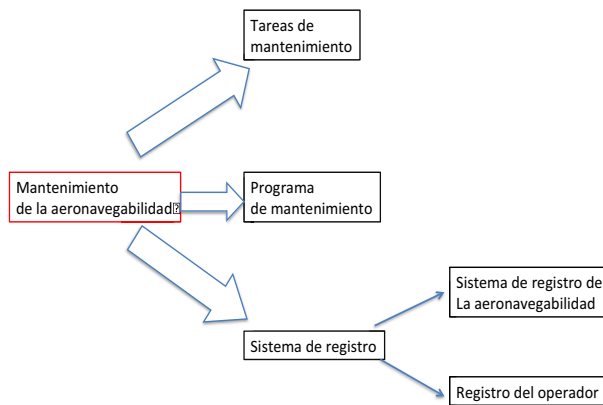 Tareas de
mantenimiento
Mantenimiento
de la aeronavegabilidad
Programa
de mantenimiento
Sistema de registro de
La aeronavegabilidad
Sistema de registro
Registro del operador